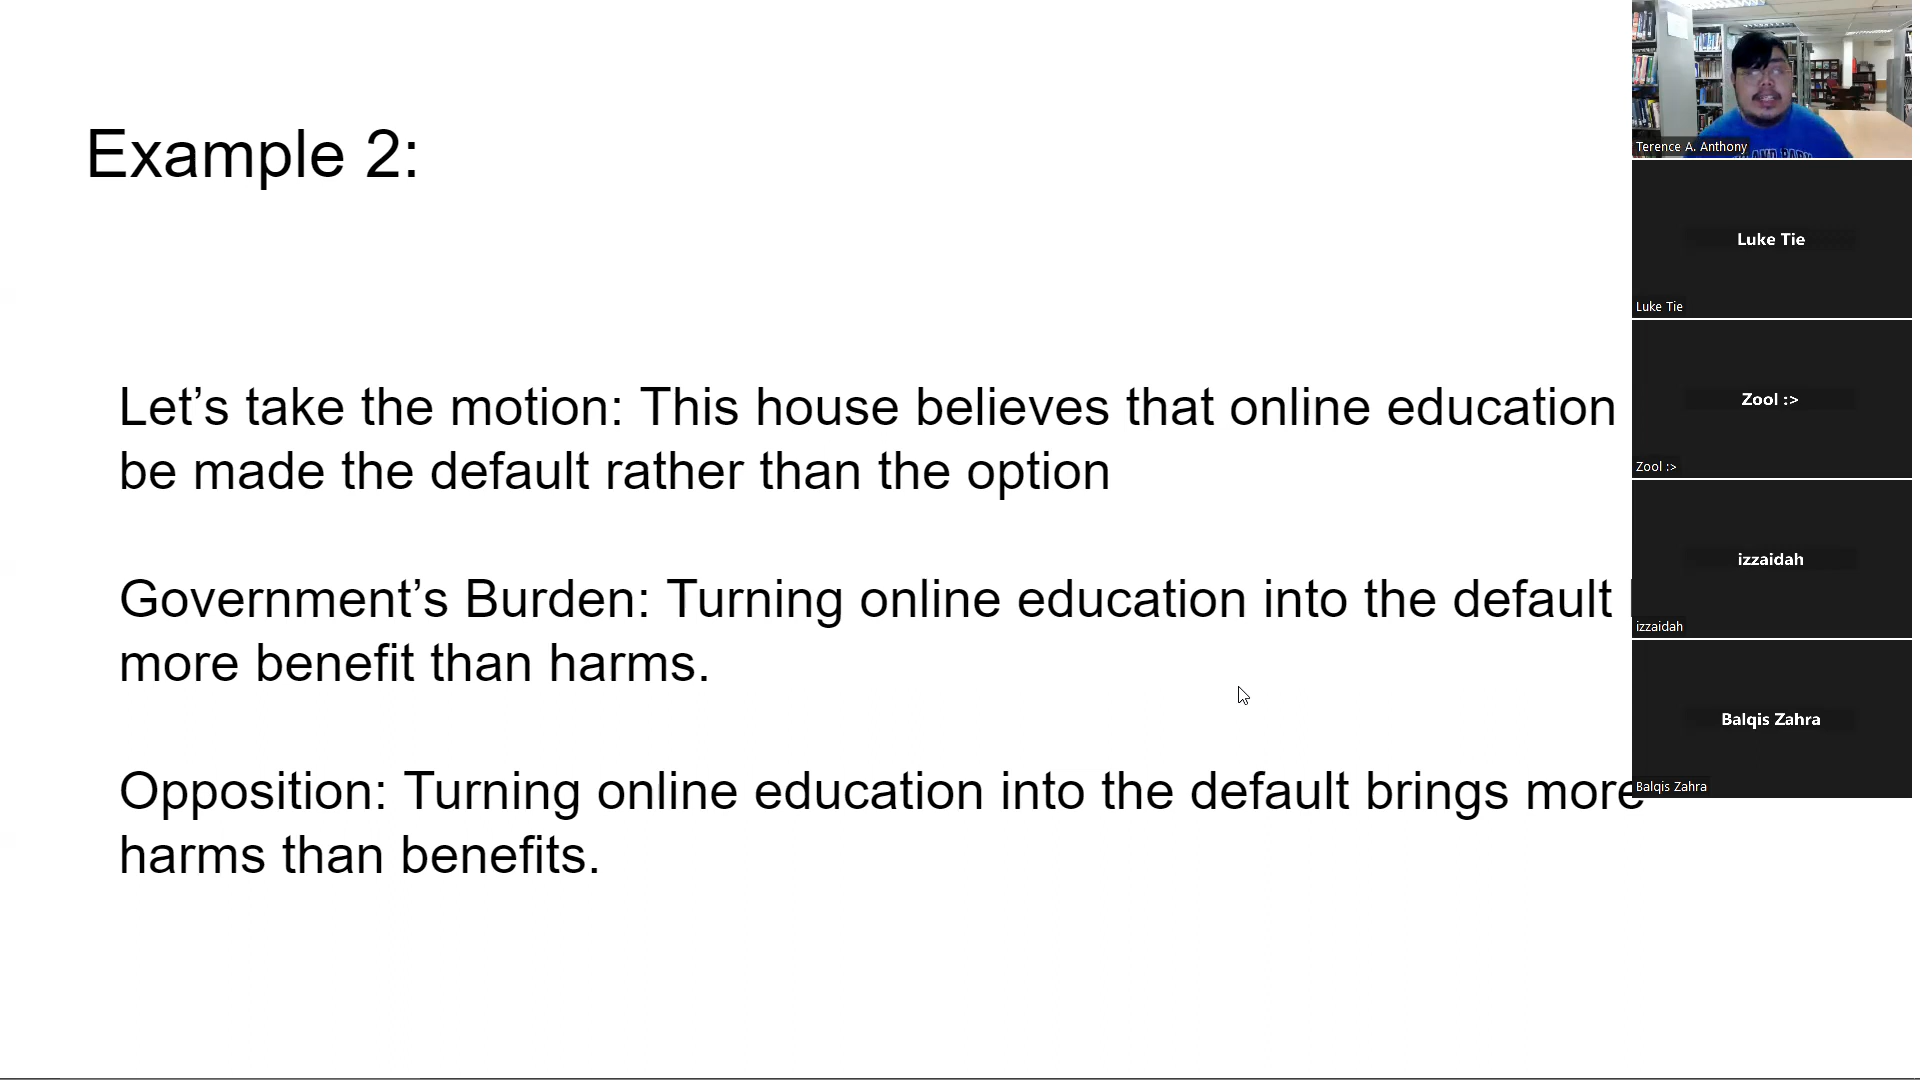 Example 2:
Let’s take the motion: This house believes that online education
be made the default rather than the option
Government’s Burden: Turning online education into the default
more benefit than harms.
Opposition: Turning online education into the default brings more
harms than benefits.
Terence A. Anthony
Luke Tie
Luke Tie
Zool :>
Zool :>
izzaidah
izzaidah
Balqis Zahra
Balqis Zahra